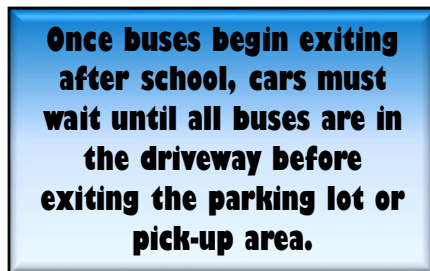 Once buses begin exiting
after school, cars must
wait until all buses are in
the driveway before
exiting the parking lot or
pick-up area.